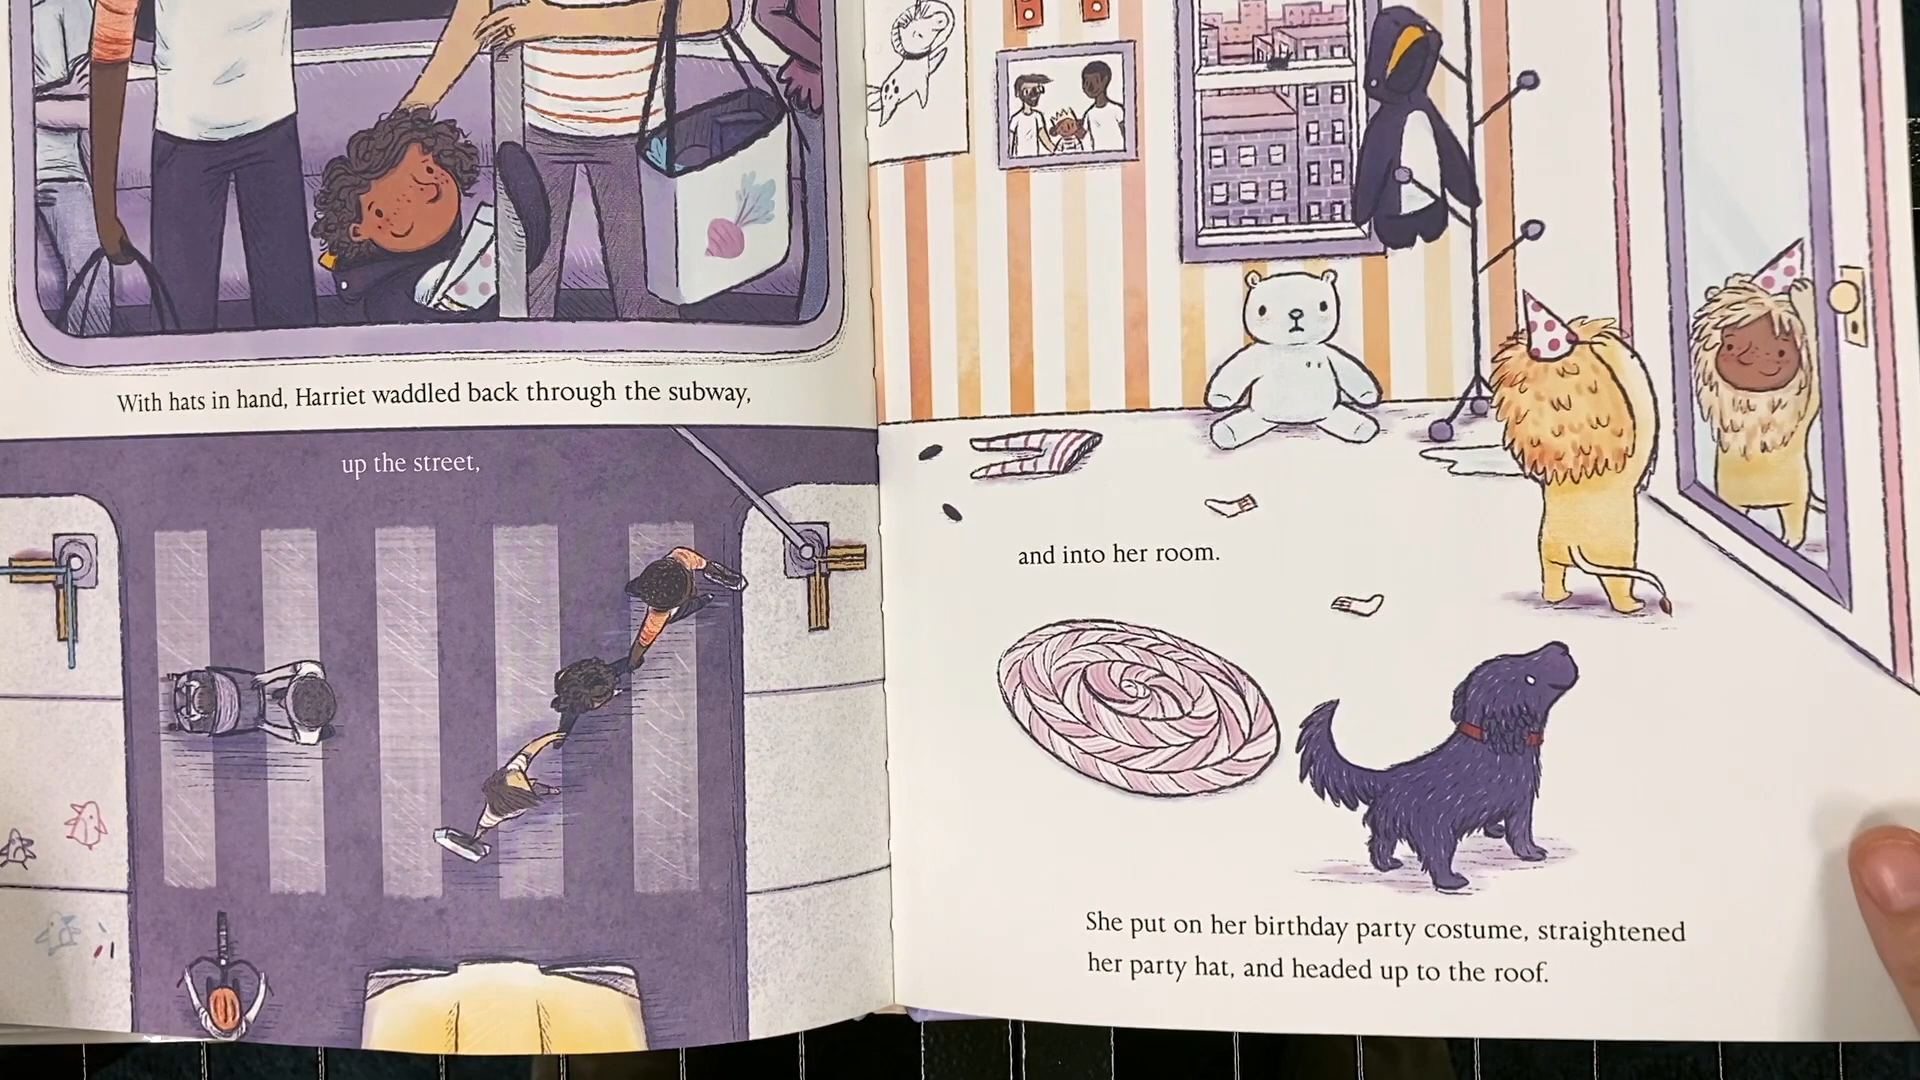 With hats in hand, Harriet waddled back through the subway,
up the street,
and into her room.
She put on her birthday party costume, straightened
her party hat, and headed up to the roof.